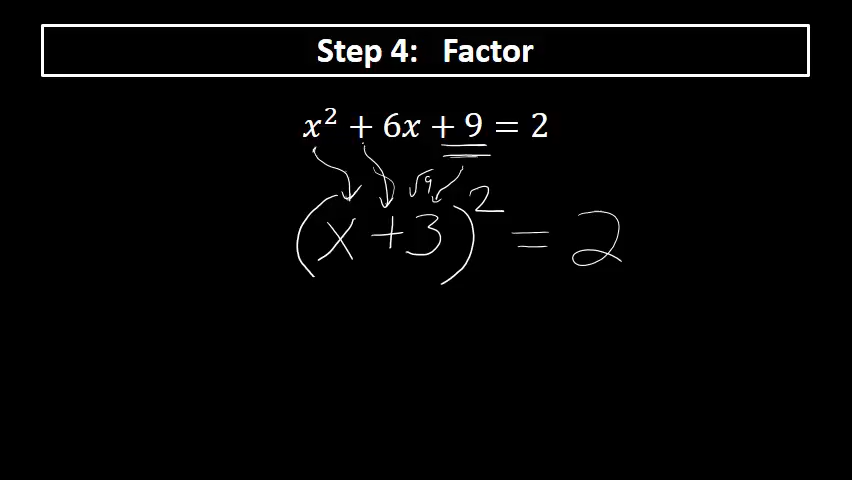 Step 4: Factor
x² + 6x + 9 = 2
√9
(x + 3)² = 2